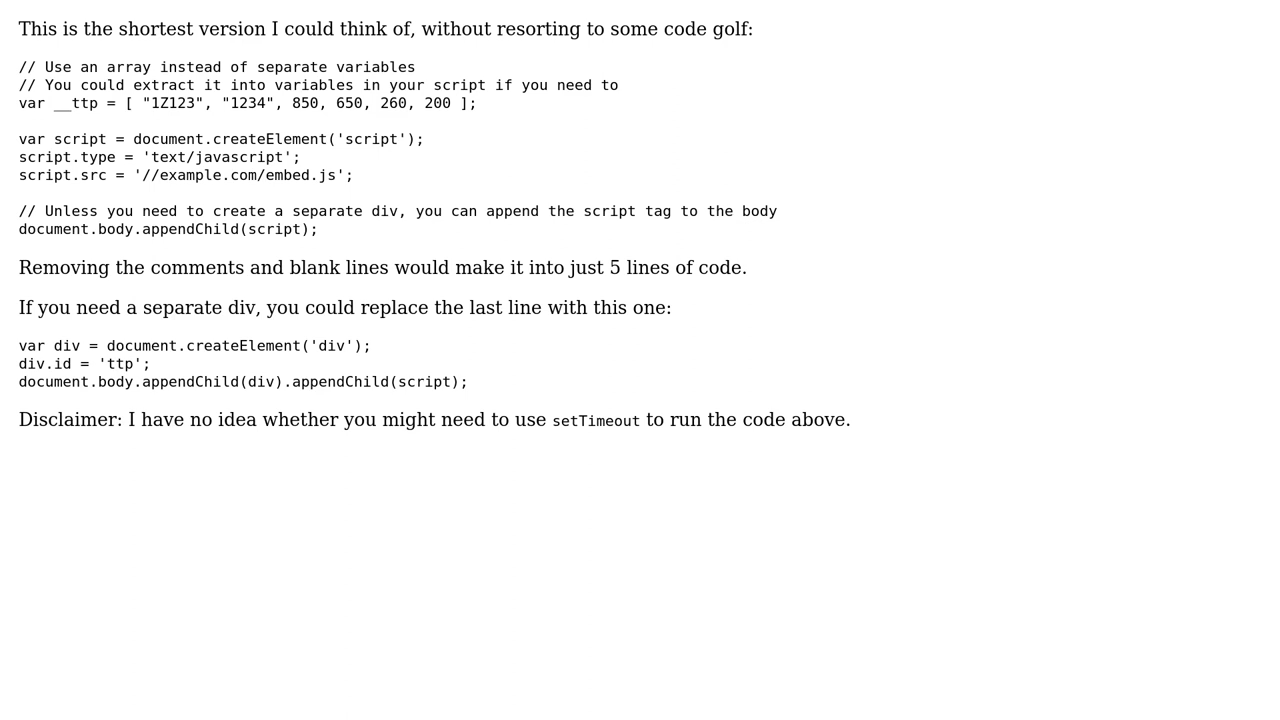 This is the shortest version I could think of, without resorting to some code golf:
// Use an array instead of separate variables
// You could extract it into variables in your script if you need to
var __ttp = [ "1Z123", "1234", 850, 650, 260, 200 ];
var script = document.createElement('script');
script.type = 'text/javascript';
script.src = '//example.com/embed.js';
// Unless you need to create a separate div, you can append the script tag to the body
document.body.appendChild(script);
Removing the comments and blank lines would make it into just 5 lines of code.
If you need a separate div, you could replace the last line with this one:
var div = document.createElement('div');
div.id = 'ttp';
document.body.appendChild(div).appendChild(script);
Disclaimer: I have no idea whether you might need to use setTimeout to run the code above.